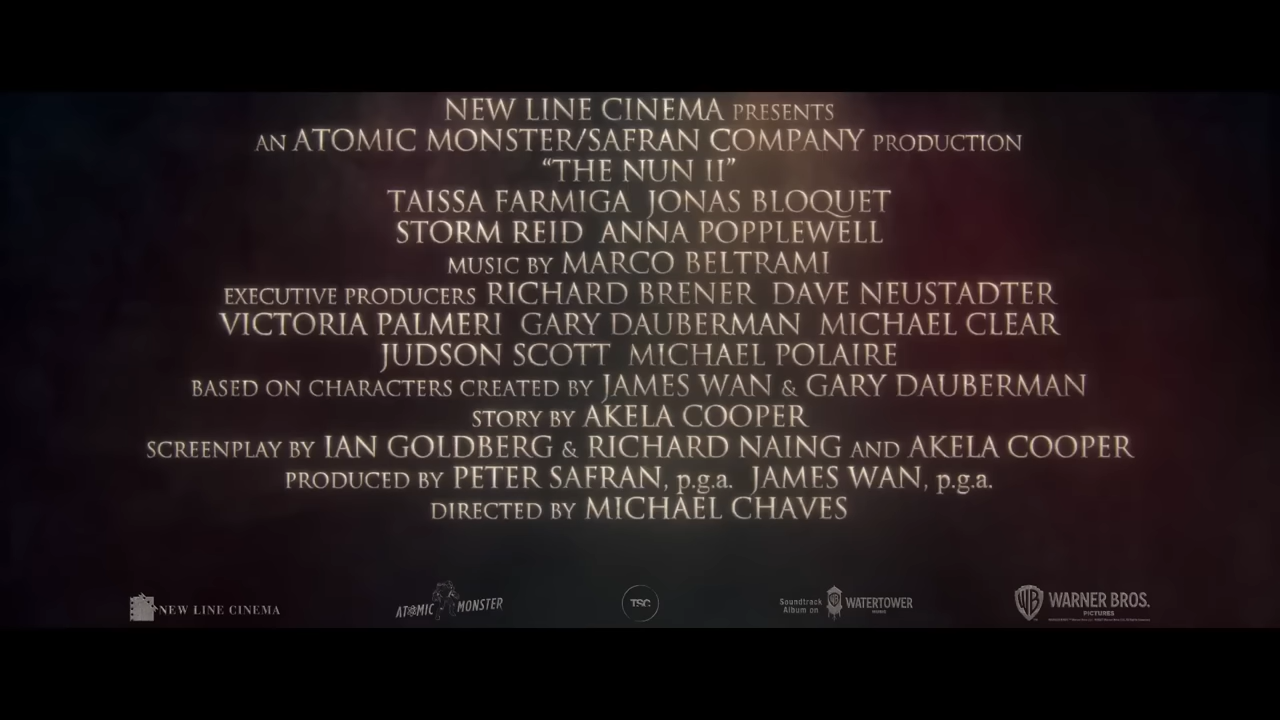 NEW LINE CINEMA PRESENTS
AN ATOMIC MONSTER/SAFRAN COMPANY PRODUCTION
“THE NUN II”
TAISSA FARMIGA JONAS BLOQUET
STORM REID ANNA POPPLEWELL
MUSIC BY MARCO BELTRAMI
EXECUTIVE PRODUCERS RICHARD BRENER DAVE NEUSTADTER
VICTORIA PALMERI GARY DAUBERMAN MICHAEL CLEAR
JUDSON SCOTT MICHAEL POLAIRE
BASED ON CHARACTERS CREATED BY JAMES WAN & GARY DAUBERMAN
STORY BY AKELA COOPER
SCREENPLAY BY IAN GOLDBERG & RICHARD NAING AND AKELA COOPER
PRODUCED BY PETER SAFRAN, p.g.a. JAMES WAN, p.g.a.
DIRECTED BY MICHAEL CHAVES
NEW LINE CINEMA
ATOMIC MONSTER
TSC
Soundtrack
Album on
WATERTOWER
MUSIC
WB WARNER BROS.
PICTURES